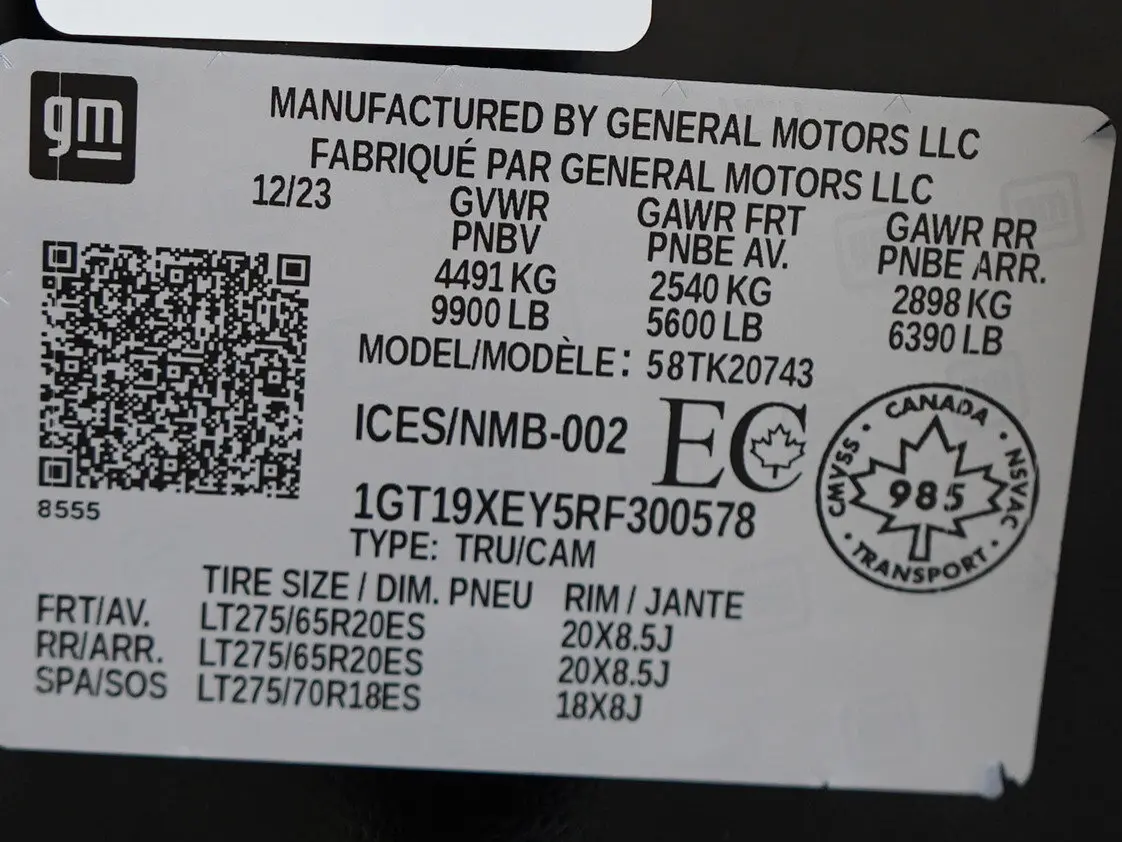 gm
MANUFACTURED BY GENERAL MOTORS LLC
FABRIQUÉ PAR GENERAL MOTORS LLC
12/23
GVWR GAWR FRT GAWR RR
PNBV PNBE AV. PNBE ARR.
4491 KG 2540 KG 2898 KG
9900 LB 5600 LB 6390 LB
MODEL/MODÈLE: 58TK20743
ICES/NMB-002 EC
CANADA
CMVSS · NSVAC
985
TRANSPORT
8555
1GT19XEY5RF300578
TYPE: TRU/CAM
TIRE SIZE / DIM. PNEU RIM / JANTE
FRT/AV. LT275/65R20ES 20X8.5J
RR/ARR. LT275/65R20ES 20X8.5J
SPA/SOS LT275/70R18ES 18X8J